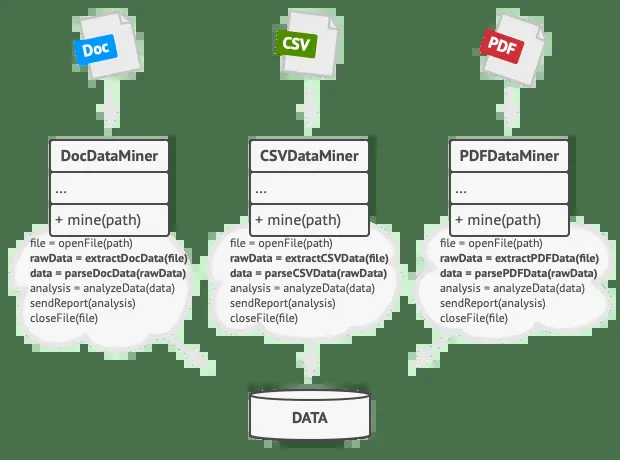 Doc
CSV
PDF
DocDataMiner
...
+ mine(path)
file = openFile(path)
rawData = extractDocData(file)
data = parseDocData(rawData)
analysis = analyzeData(data)
sendReport(analysis)
closeFile(file)
CSVDataMiner
...
+ mine(path)
file = openFile(path)
rawData = extractCSVData(file)
data = parseCSVData(rawData)
analysis = analyzeData(data)
sendReport(analysis)
closeFile(file)
PDFDataMiner
...
+ mine(path)
file = openFile(path)
rawData = extractPDFData(file)
data = parsePDFData(rawData)
analysis = analyzeData(data)
sendReport(analysis)
closeFile(file)
DATA